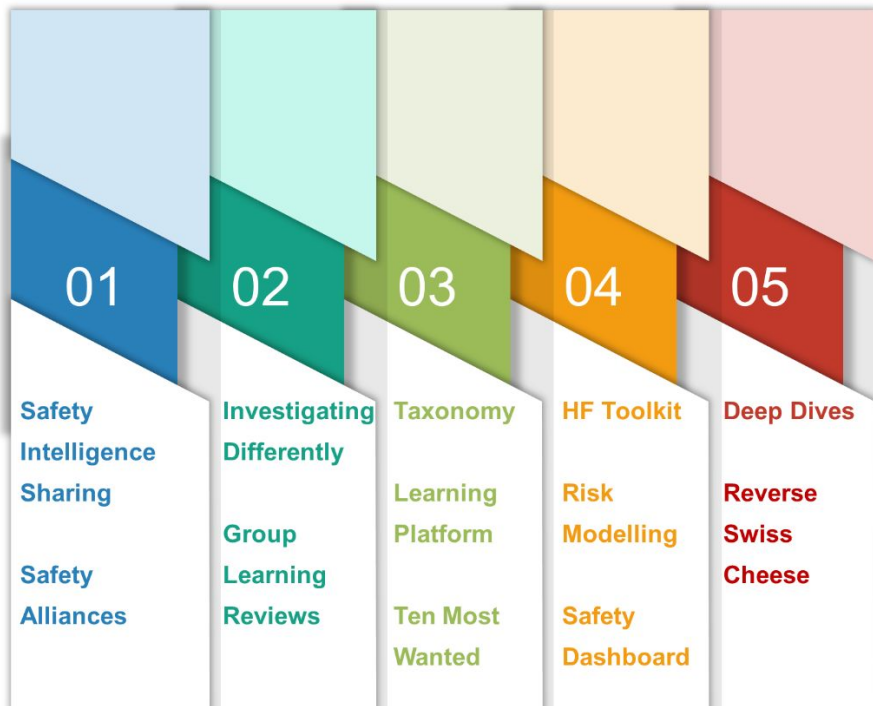 01
Safety
Intelligence
Sharing
Safety
Alliances
02
Investigating
Differently
Group
Learning
Reviews
03
Taxonomy
Learning
Platform
Ten Most
Wanted
04
HF Toolkit
Risk
Modelling
Safety
Dashboard
05
Deep Dives
Reverse
Swiss
Cheese